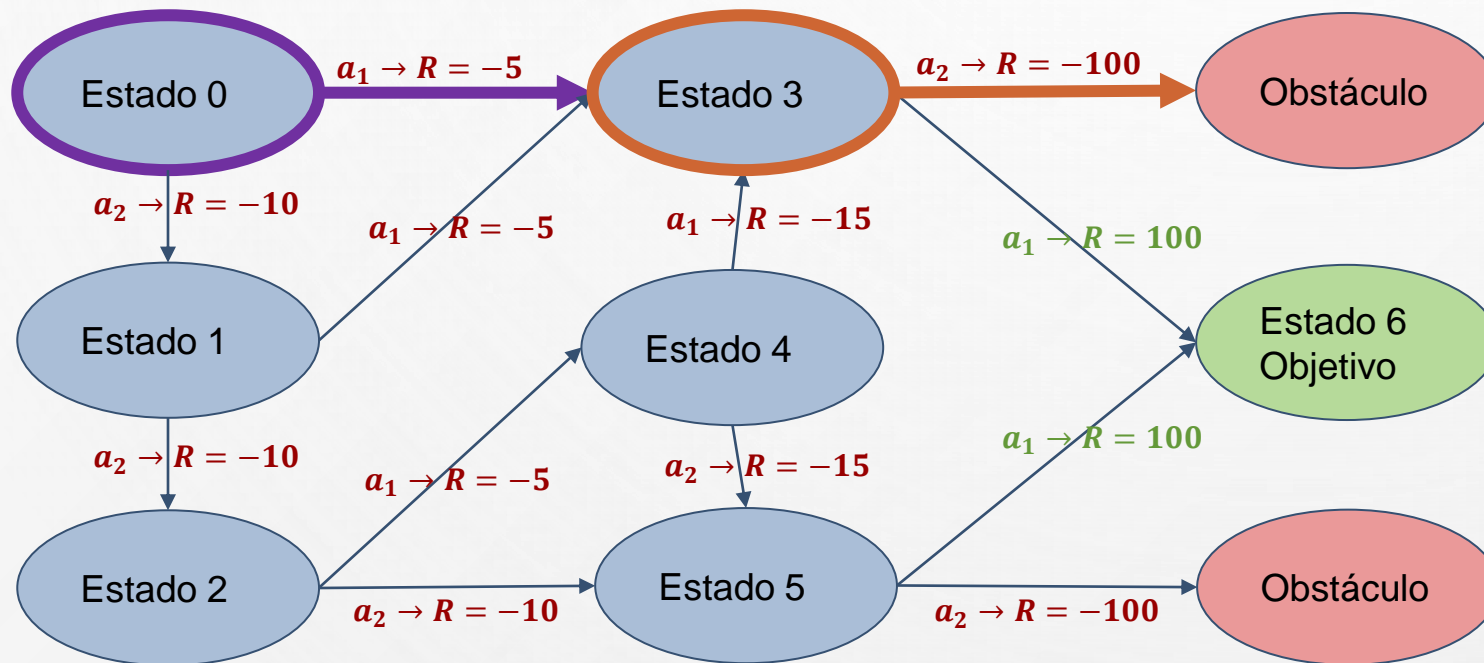 Estado 0
a₁ → R = −5
Estado 3
a₂ → R = −100
Obstáculo
a₂ → R = −10
a₁ → R = −5
a₁ → R = −15
a₁ → R = 100
Estado 1
Estado 4
Estado 6
Objetivo
a₂ → R = −10
a₁ → R = −5
a₂ → R = −15
a₁ → R = 100
Estado 2
a₂ → R = −10
Estado 5
a₂ → R = −100
Obstáculo